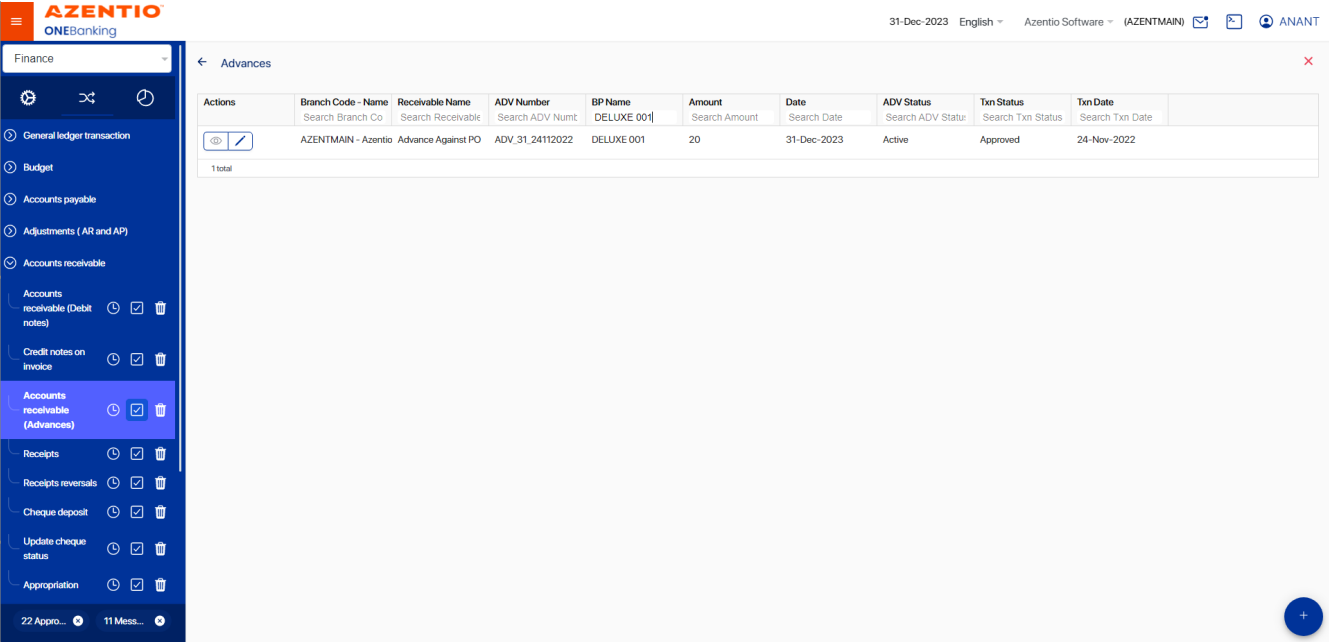 AZENTIO
ONEBanking
31-Dec-2023 English Azentio Software (AZENTMAIN) ANANT
Finance
General ledger transaction
Budget
Accounts payable
Adjustments ( AR and AP)
Accounts receivable
Accounts
receivable (Debit
notes)
Credit notes on
invoice
Accounts
receivable
(Advances)
Receipts
Receipts reversals
Cheque deposit
Update cheque
status
Appropriation
22 Appro... 11 Mess...
Advances
Actions Branch Code - Name Receivable Name ADV Number BP Name Amount Date ADV Status Txn Status Txn Date
Search Branch Co Search Receivable Search ADV Numb DELUXE 001 Search Amount Search Date Search ADV Status Search Txn Status Search Txn Date
AZENTMAIN - Azentio Advance Against PO ADV_31_24112022 DELUXE 001 20 31-Dec-2023 Active Approved 24-Nov-2022
1 total
+